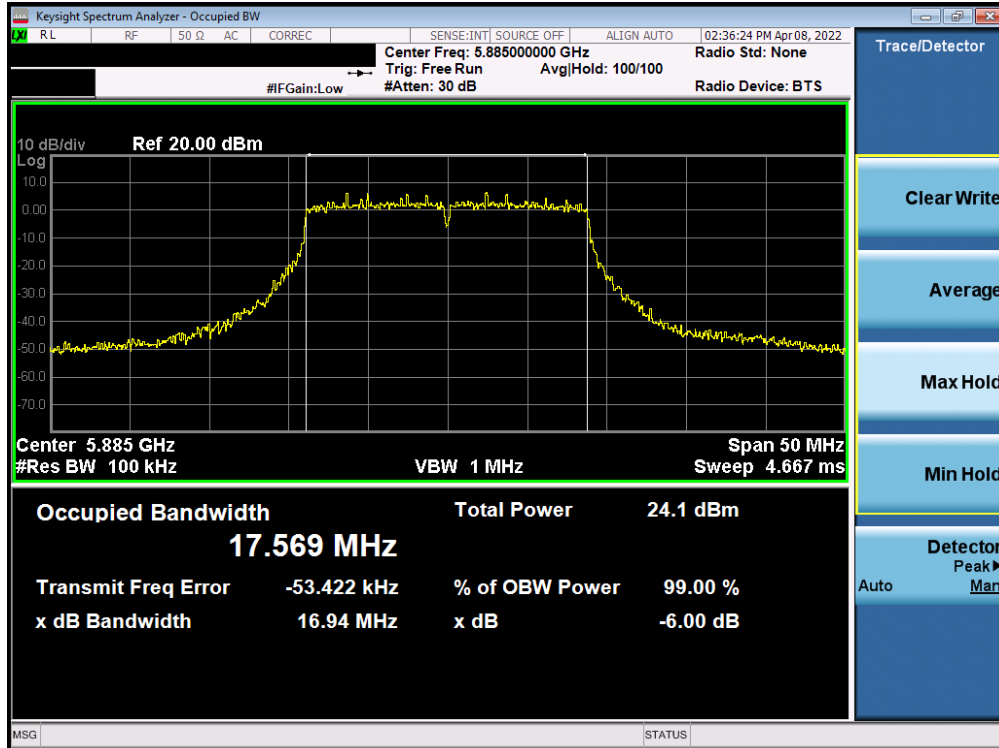 Keysight Spectrum Analyzer - Occupied BW
LXI RL RF 50 Ω AC CORREC SENSE:INT SOURCE OFF ALIGN AUTO 02:36:24 PM Apr 08, 2022
Center Freq: 5.885000000 GHz Radio Std: None
Trig: Free Run Avg|Hold: 100/100
#IFGain:Low #Atten: 30 dB Radio Device: BTS
Trace/Detector
10 dB/div Ref 20.00 dBm
Log
10.0
0.00
-10.0
-20.0
-30.0
-40.0
-50.0
-60.0
-70.0
Center 5.885 GHz Span 50 MHz
#Res BW 100 kHz VBW 1 MHz Sweep 4.667 ms
Occupied Bandwidth Total Power 24.1 dBm
17.569 MHz
Transmit Freq Error -53.422 kHz % of OBW Power 99.00 %
x dB Bandwidth 16.94 MHz x dB -6.00 dB
Clear Write
Average
Max Hold
Min Hold
Detector
Peak▶
Auto Man
MSG STATUS